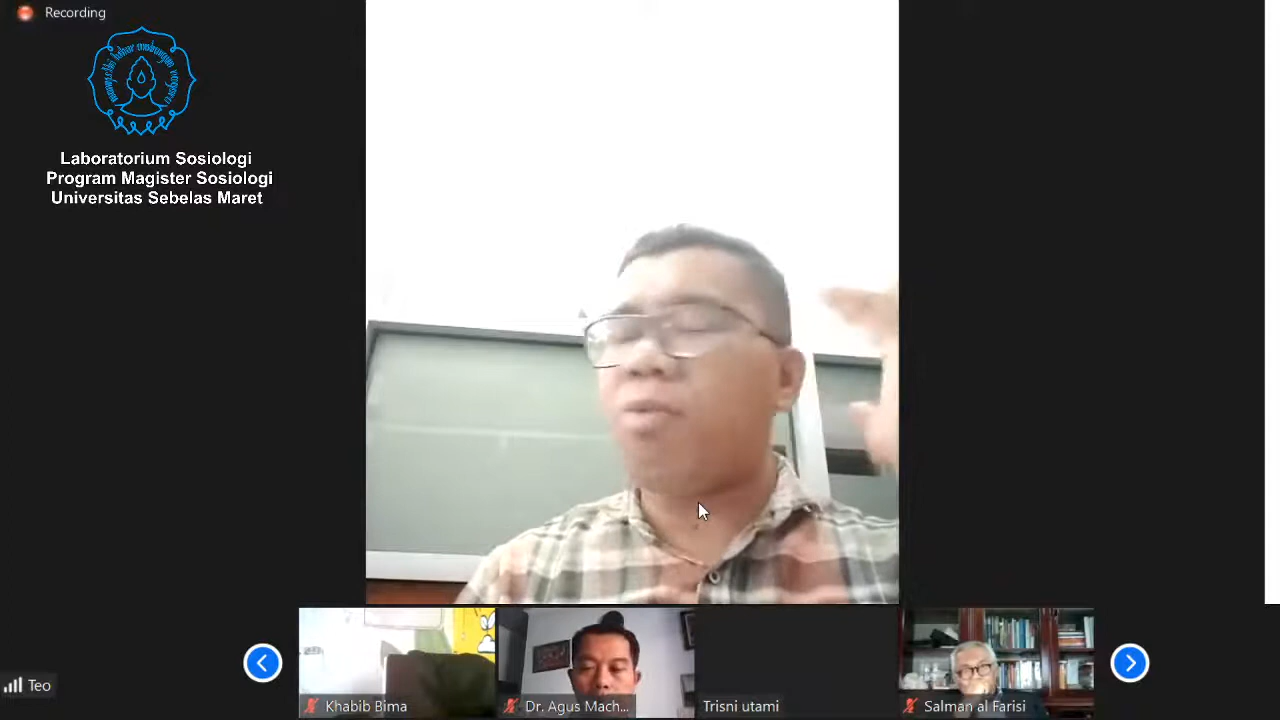 Recording
Laboratorium Sosiologi
Program Magister Sosiologi
Universitas Sebelas Maret
Teo
Khabib Bima
Dr. Agus Mach...
Trisni utami
Salman al Farisi